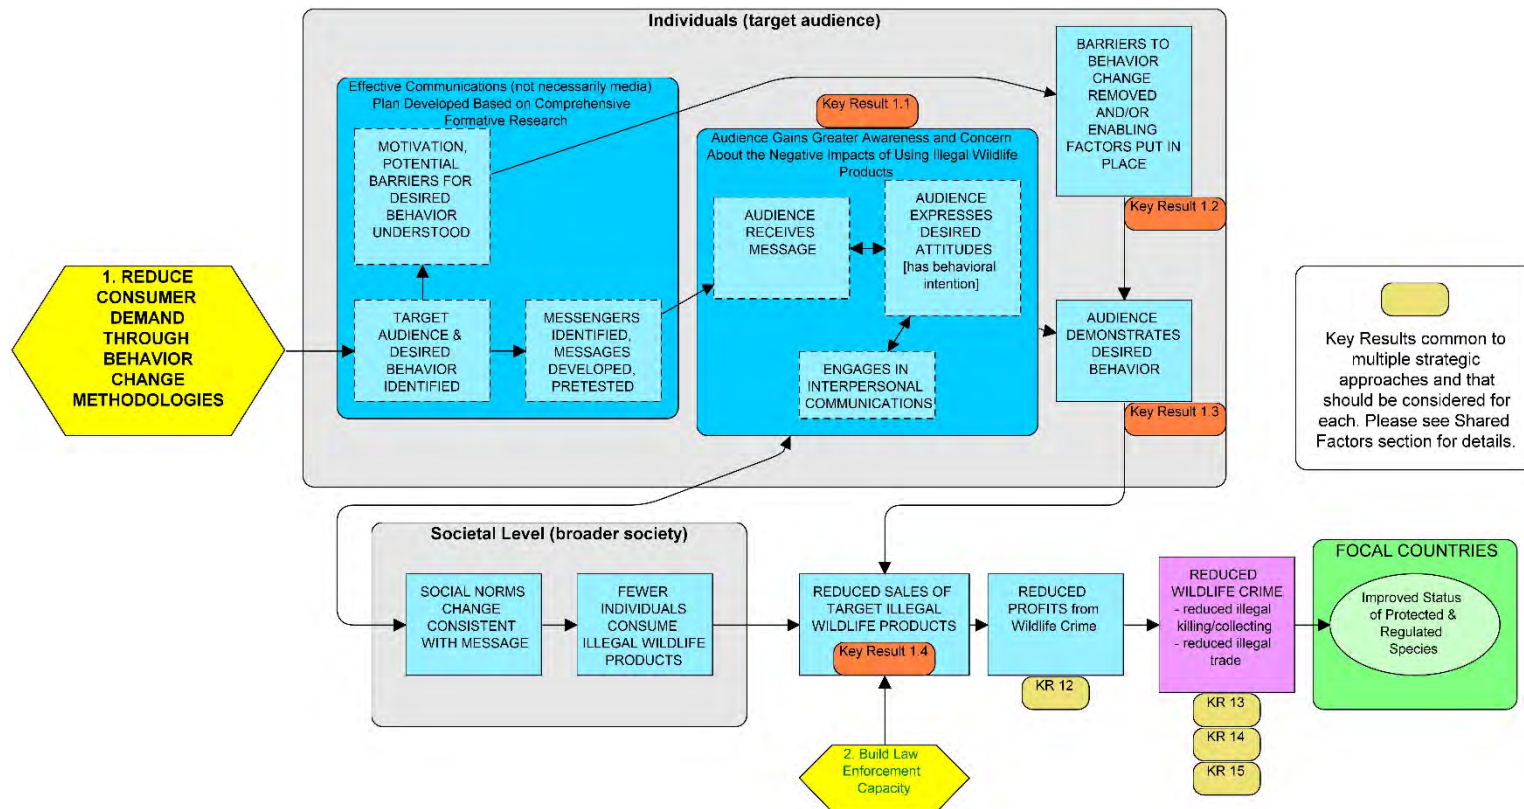 Individuals (target audience)
Effective Communications (not necessarily media)
Plan Developed Based on Comprehensive
Formative Research
MOTIVATION,
POTENTIAL
BARRIERS FOR
DESIRED
BEHAVIOR
UNDERSTOOD
TARGET
AUDIENCE &
DESIRED
BEHAVIOR
IDENTIFIED
MESSENGERS
IDENTIFIED,
MESSAGES
DEVELOPED,
PRETESTED
Key Result 1.1
Audience Gains Greater Awareness and Concern
About the Negative Impacts of Using Illegal Wildlife
Products
AUDIENCE
RECEIVES
MESSAGE
AUDIENCE
EXPRESSES
DESIRED
ATTITUDES
[has behavioral
intention]
ENGAGES IN
INTERPERSONAL
COMMUNICATIONS
BARRIERS TO
BEHAVIOR
CHANGE
REMOVED
AND/OR
ENABLING
FACTORS PUT IN
PLACE
Key Result 1.2
AUDIENCE
DEMONSTRATES
DESIRED
BEHAVIOR
Key Result 1.3
1. REDUCE
CONSUMER
DEMAND
THROUGH
BEHAVIOR
CHANGE
METHODOLOGIES
Key Results common to
multiple strategic
approaches and that
should be considered for
each. Please see Shared
Factors section for details.
Societal Level (broader society)
SOCIAL NORMS
CHANGE
CONSISTENT
WITH MESSAGE
FEWER
INDIVIDUALS
CONSUME
ILLEGAL WILDLIFE
PRODUCTS
REDUCED SALES OF
TARGET ILLEGAL
WILDLIFE PRODUCTS
Key Result 1.4
2. Build Law
Enforcement
Capacity
REDUCED
PROFITS from
Wildlife Crime
KR 12
REDUCED
WILDLIFE CRIME
- reduced illegal
killing/collecting
- reduced illegal
trade
KR 13
KR 14
KR 15
FOCAL COUNTRIES
Improved Status
of Protected &
Regulated
Species